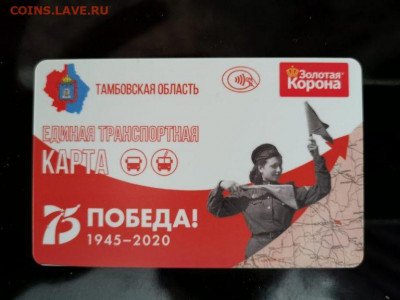 COINS.LAVE.RU
ТАМБОВСКАЯ ОБЛАСТЬ
Золотая®
Корона
ЕДИНАЯ ТРАНСПОРТНАЯ
КАРТА
75 ПОБЕДА!
1945–2020